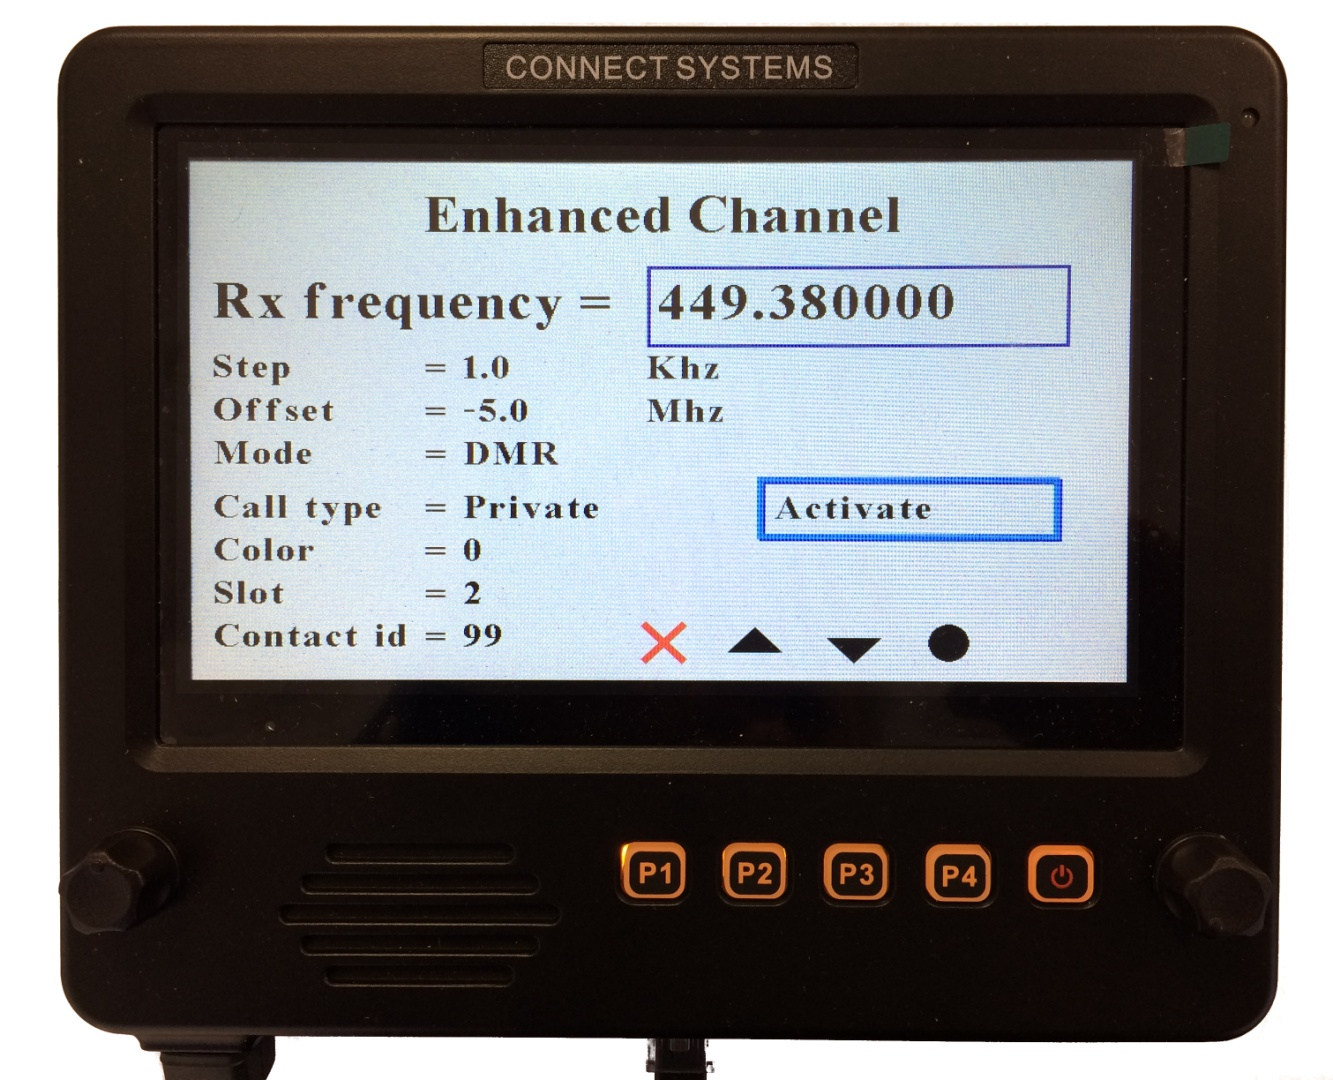 CONNECT SYSTEMS
Enhanced Channel
Rx frequency = 449.380000
Step = 1.0 Khz
Offset = -5.0 Mhz
Mode = DMR
Call type = Private Activate
Color = 0
Slot = 2
Contact id = 99
P1 P2 P3 P4